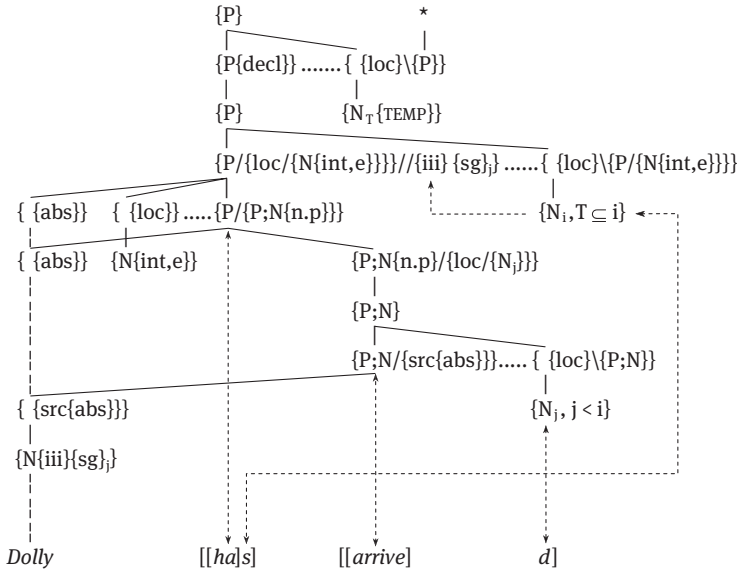 {P} *
{P{decl}} ....... { {loc}\{P}}
{P} {N_T{TEMP}}
{P/{loc/{N{int,e}}}}//{iii} {sg}_j} ...... { {loc}\{P/{N{int,e}}}}
{ {abs}} { {loc}} ..... {P/{P;N{n.p}}} {N_i, T ⊆ i}
{ {abs}} {N{int,e}} {P;N{n.p}/{loc/{N_j}}}
{P;N}
{P;N/{src{abs}}}..... { {loc}\{P;N}}
{ {src{abs}}} {N_j, j < i}
{N{iii}{sg}_j}
Dolly [[ha]s] [[arrive] d]